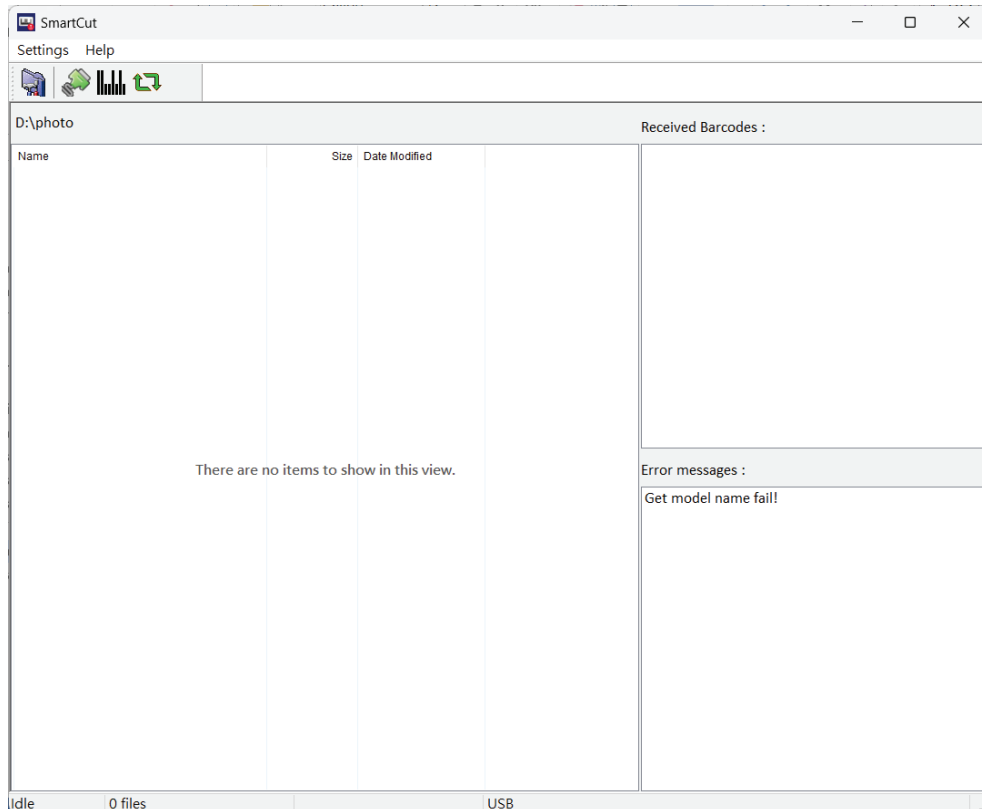 SmartCut
Settings Help
D:\photo
Received Barcodes :
Name Size Date Modified
There are no items to show in this view.
Error messages :
Get model name fail!
Idle 0 files USB